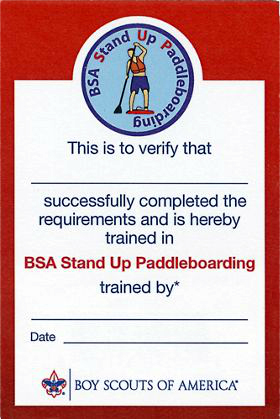 BSA Stand Up Paddleboarding
This is to verify that
successfully completed the
requirements and is hereby
trained in
BSA Stand Up Paddleboarding
trained by*
Date
BOY SCOUTS OF AMERICA®